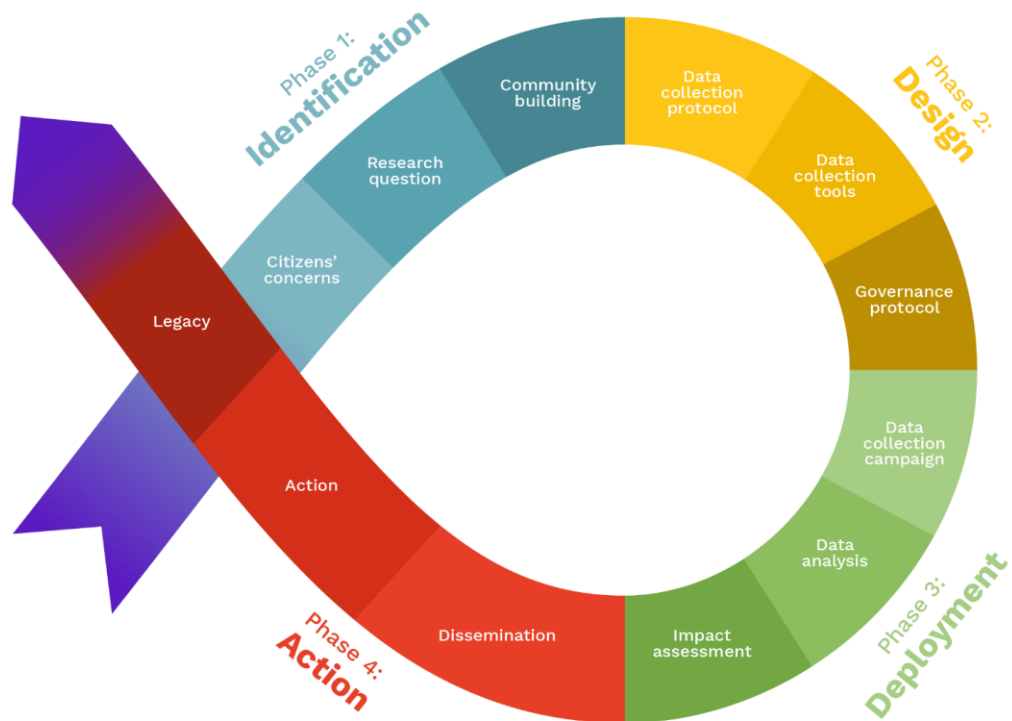 Phase 1:
Identification
Citizens’
concerns
Research
question
Community
building
Phase 2:
Design
Data
collection
protocol
Data
collection
tools
Governance
protocol
Phase 3:
Deployment
Data
collection
campaign
Data
analysis
Impact
assessment
Phase 4:
Action
Dissemination
Action
Legacy